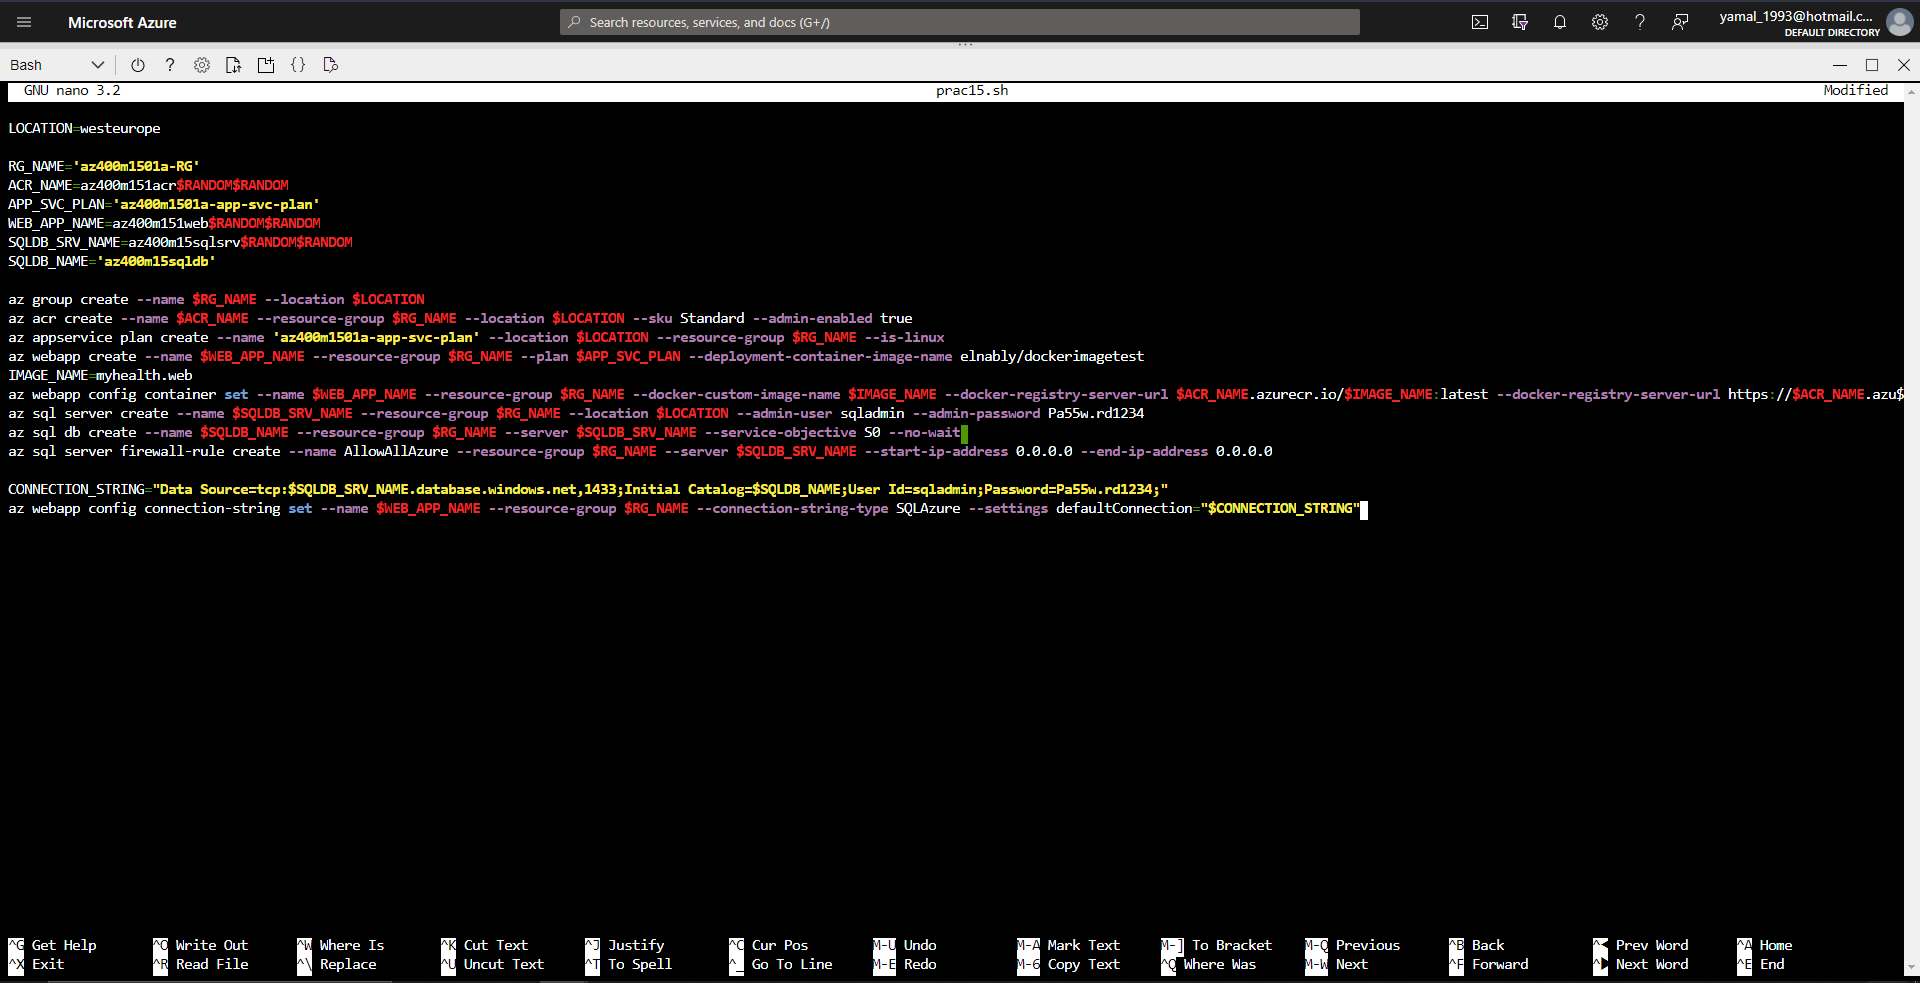 Microsoft Azure
Search resources, services, and docs (G+/)
yamal_1993@hotmail.c...
DEFAULT DIRECTORY
Bash
GNU nano 3.2 prac15.sh Modified
LOCATION=westeurope
RG_NAME='az400m1501a-RG'
ACR_NAME=az400m151acr$RANDOM$RANDOM
APP_SVC_PLAN='az400m1501a-app-svc-plan'
WEB_APP_NAME=az400m151web$RANDOM$RANDOM
SQLDB_SRV_NAME=az400m15sqlsrv$RANDOM$RANDOM
SQLDB_NAME='az400m15sqldb'
az group create --name $RG_NAME --location $LOCATION
az acr create --name $ACR_NAME --resource-group $RG_NAME --location $LOCATION --sku Standard --admin-enabled true
az appservice plan create --name 'az400m1501a-app-svc-plan' --location $LOCATION --resource-group $RG_NAME --is-linux
az webapp create --name $WEB_APP_NAME --resource-group $RG_NAME --plan $APP_SVC_PLAN --deployment-container-image-name elnably/dockerimagetest
IMAGE_NAME=myhealth.web
az webapp config container set --name $WEB_APP_NAME --resource-group $RG_NAME --docker-custom-image-name $IMAGE_NAME --docker-registry-server-url $ACR_NAME.azurecr.io/$IMAGE_NAME:latest --docker-registry-server-url https://$ACR_NAME.azu$
az sql server create --name $SQLDB_SRV_NAME --resource-group $RG_NAME --location $LOCATION --admin-user sqladmin --admin-password Pa55w.rd1234
az sql db create --name $SQLDB_NAME --resource-group $RG_NAME --server $SQLDB_SRV_NAME --service-objective S0 --no-wait
az sql server firewall-rule create --name AllowAllAzure --resource-group $RG_NAME --server $SQLDB_SRV_NAME --start-ip-address 0.0.0.0 --end-ip-address 0.0.0.0
CONNECTION_STRING="Data Source=tcp:$SQLDB_SRV_NAME.database.windows.net,1433;Initial Catalog=$SQLDB_NAME;User Id=sqladmin;Password=Pa55w.rd1234;"
az webapp config connection-string set --name $WEB_APP_NAME --resource-group $RG_NAME --connection-string-type SQLAzure --settings defaultConnection="$CONNECTION_STRING"
^G Get Help ^O Write Out ^W Where Is ^K Cut Text ^J Justify ^C Cur Pos M-U Undo M-A Mark Text M-] To Bracket M-Q Previous ^B Back ^◀ Prev Word ^A Home
^X Exit ^R Read File ^\ Replace ^U Uncut Text ^T To Spell ^_ Go To Line M-E Redo M-6 Copy Text ^Q Where Was M-W Next ^F Forward ^▶ Next Word ^E End